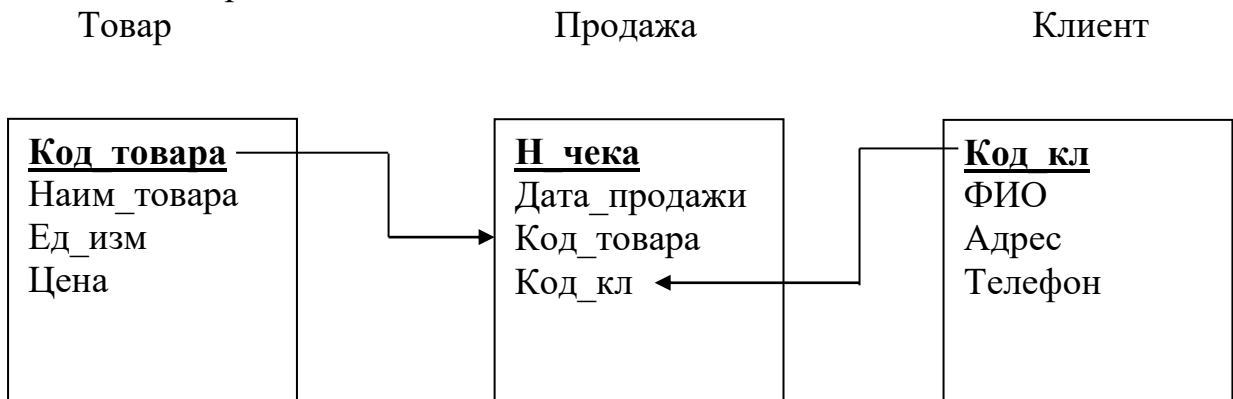 Товар Продажа Клиент
Код_товара
Наим_товара
Ед_изм
Цена
Н_чека
Дата_продажи
Код_товара
Код_кл
Код_кл
ФИО
Адрес
Телефон